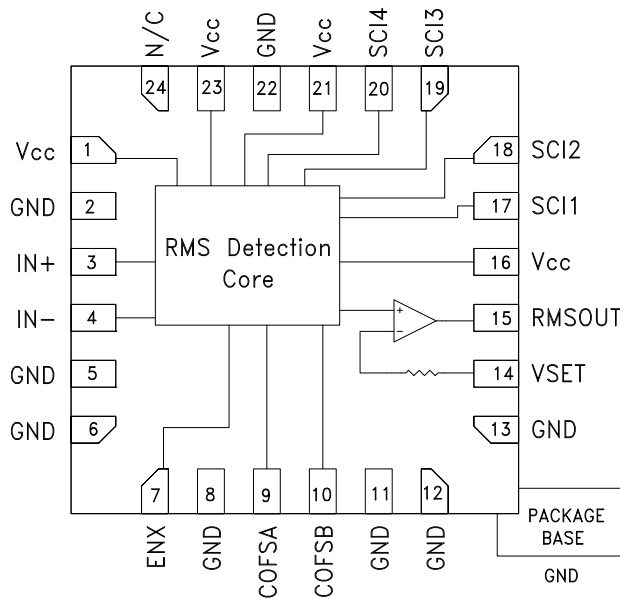 N/C
Vcc
GND
Vcc
SCI4
SCI3
24
23
22
21
20
19
Vcc
1
18
SCI2
GND
2
17
SCI1
IN+
3
RMS Detection
Core
16
Vcc
IN-
4
+
-
15
RMSOUT
GND
5
14
VSET
GND
6
13
GND
7
8
9
10
11
12
ENX
GND
COFSA
COFSB
GND
GND
PACKAGE
BASE
GND